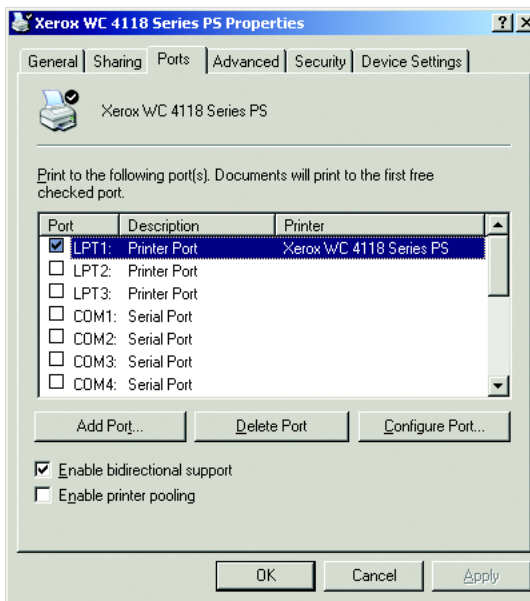 Xerox WC 4118 Series PS Properties
General Sharing Ports Advanced Security Device Settings
Xerox WC 4118 Series PS
Print to the following port(s). Documents will print to the first free
checked port.
Port Description Printer
LPT1: Printer Port Xerox WC 4118 Series PS
LPT2: Printer Port
LPT3: Printer Port
COM1: Serial Port
COM2: Serial Port
COM3: Serial Port
COM4: Serial Port
Add Port... Delete Port Configure Port...
Enable bidirectional support
Enable printer pooling
OK Cancel Apply